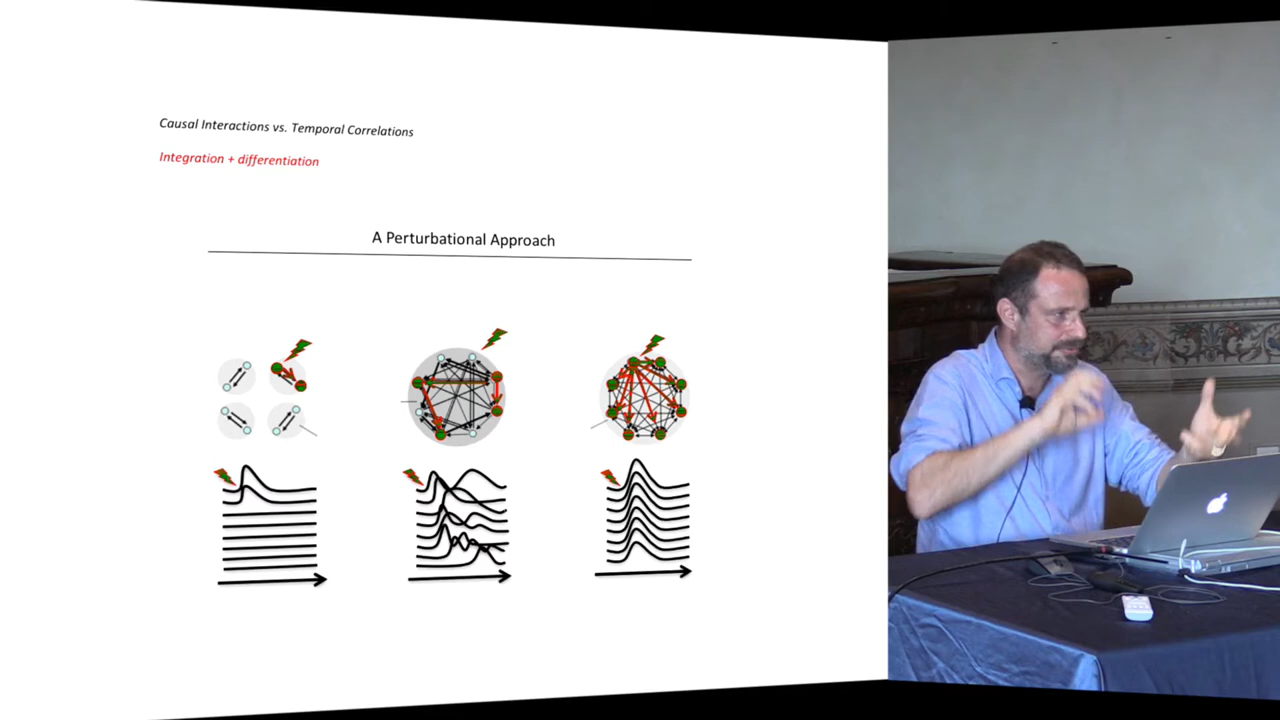 Causal Interactions vs. Temporal Correlations
Integration + differentiation
A Perturbational Approach